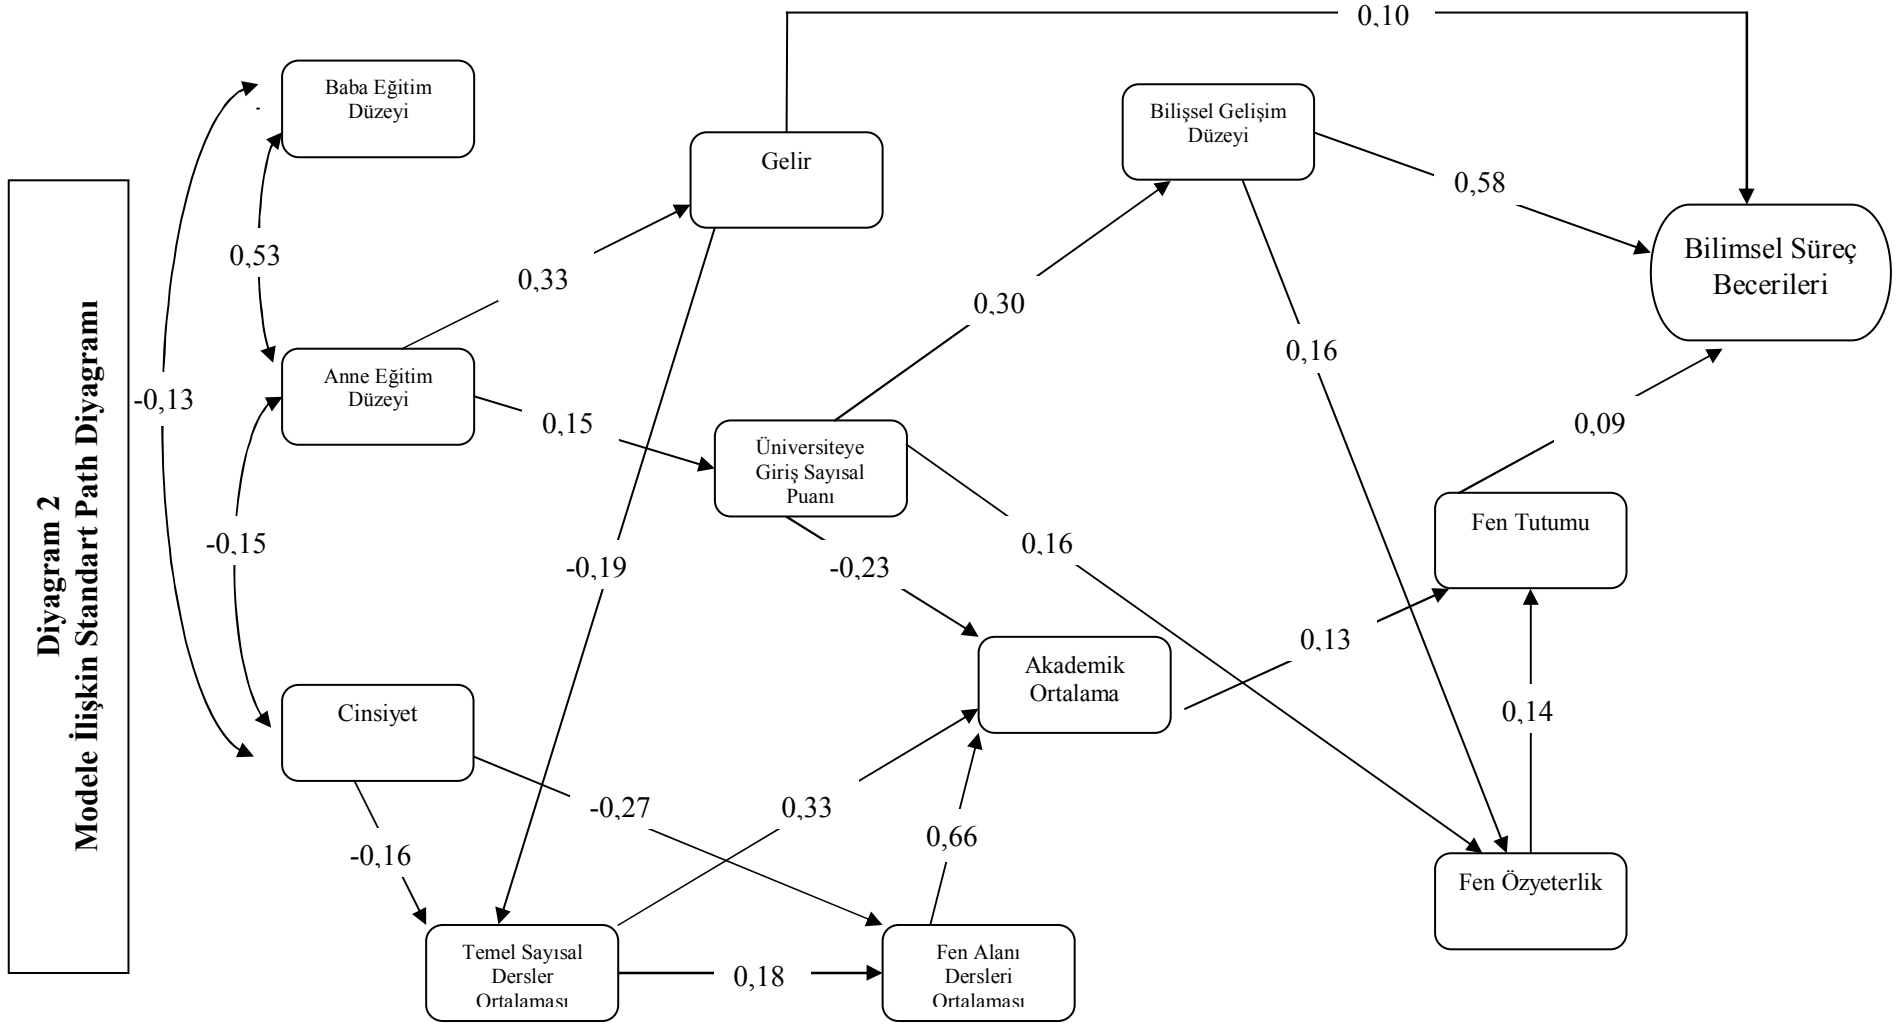 Diyagram 2
Modele İlişkin Standart Path Diyagramı
0,10
Baba Eğitim
Düzeyi
Bilişsel Gelişim
Düzeyi
Gelir
0,58
0,53
0,33
Bilimsel Süreç
Becerileri
0,30
0,16
Anne Eğitim
Düzeyi
-0,13
0,15
0,09
Üniversiteye
Giriş Sayısal
Puanı
Fen Tutumu
-0,15
-0,19
-0,23
0,16
0,13
Akademik
Ortalama
Cinsiyet
0,14
-0,27
0,33
0,66
-0,16
Fen Özyeterlik
Temel Sayısal
Dersler
Ortalaması
0,18
Fen Alanı
Dersleri
Ortalaması